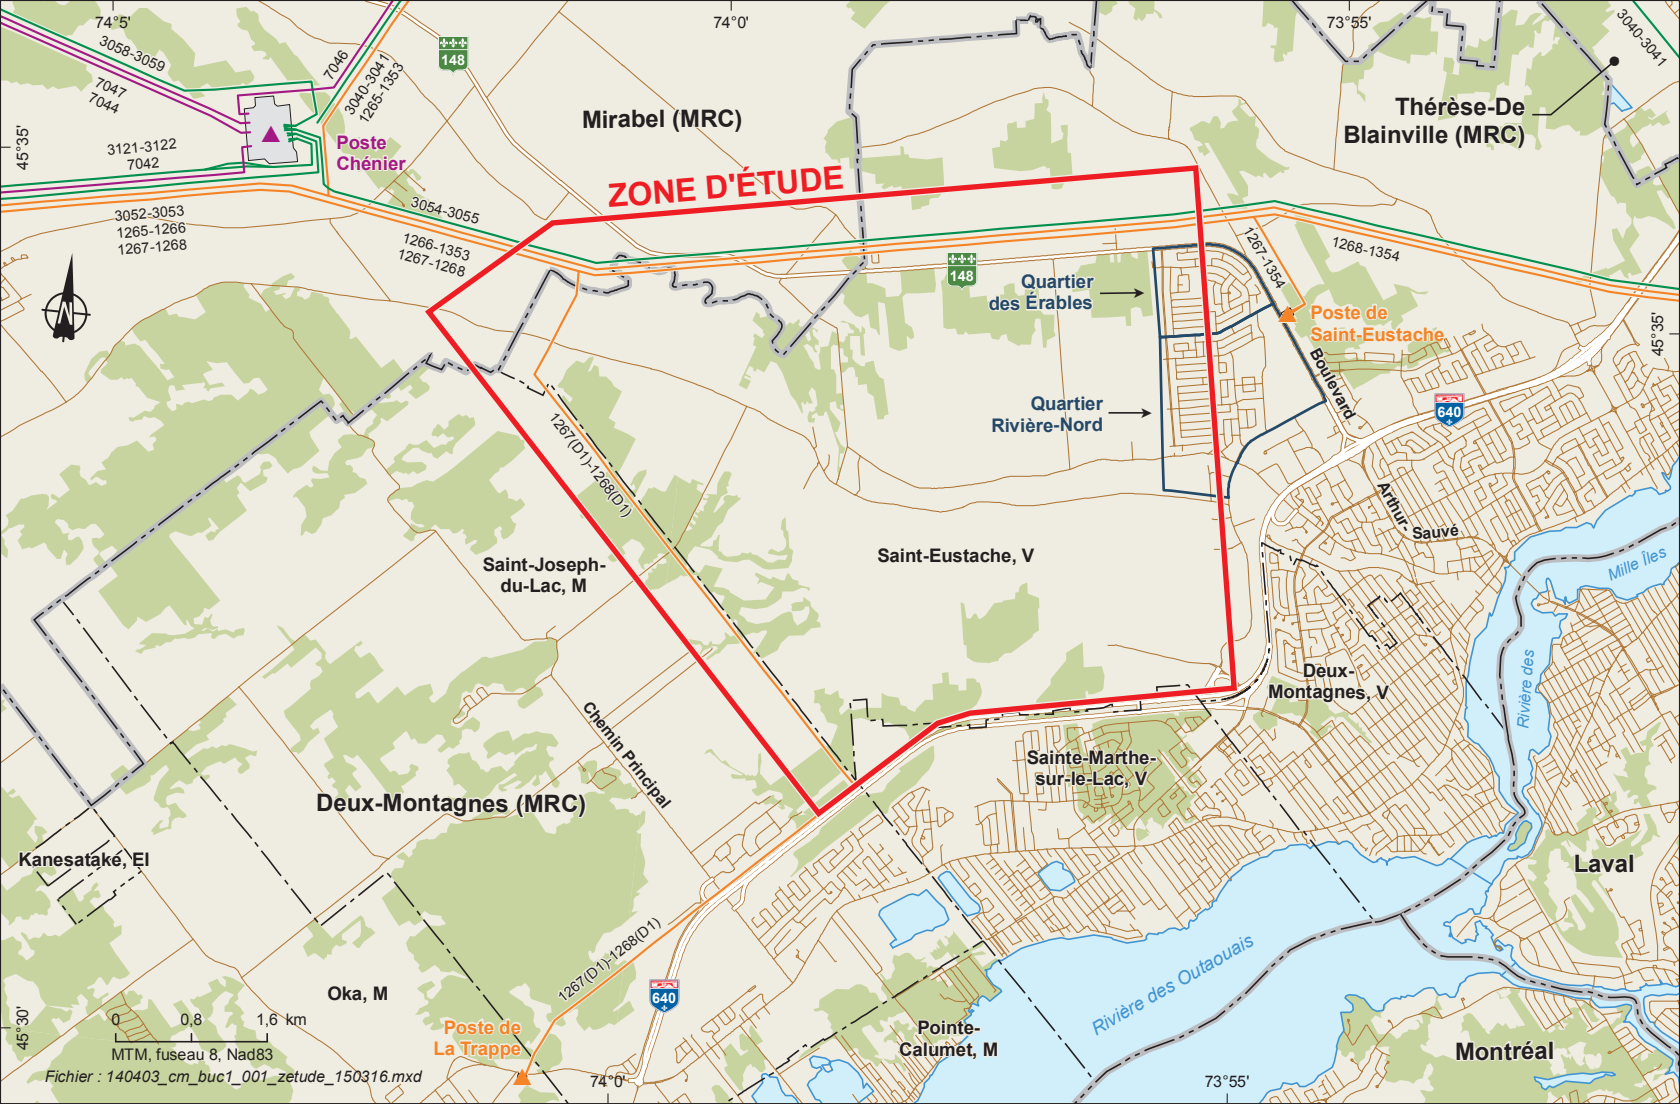 74°5'
74°0'
73°55'
3058-3059
7046
3040-3041
1265-1353
148
3040-3041
7047
7044
Mirabel (MRC)
Thérèse-De
Blainville (MRC)
45°35'
3121-3122
7042
Poste
Chénier
ZONE D'ÉTUDE
3052-3053
1265-1266
1267-1268
3054-3055
1266-1353
1267-1268
1267-1354
1268-1354
148
Quartier
des Érables
Poste de
Saint-Eustache
45°35'
N
Boulevard
Quartier
Rivière-Nord
640
1267(D1)-1268(D1)
Arthur-
Sauvé
Saint-Joseph-
du-Lac, M
Saint-Eustache, V
Mille Îles
Rivière des
Deux-
Montagnes, V
Chemin Principal
Sainte-Marthe-
sur-le-Lac, V
Deux-Montagnes (MRC)
Kanesatake, EI
Laval
1267(D1)-1268(D1)
Rivière des Outaouais
Oka, M
640
45°30'
0 0,8 1,6 km
MTM, fuseau 8, Nad83
Fichier : 140403_cm_buc1_001_zetude_150316.mxd
Poste de
La Trappe
Pointe-
Calumet, M
Montréal
74°0'
73°55'